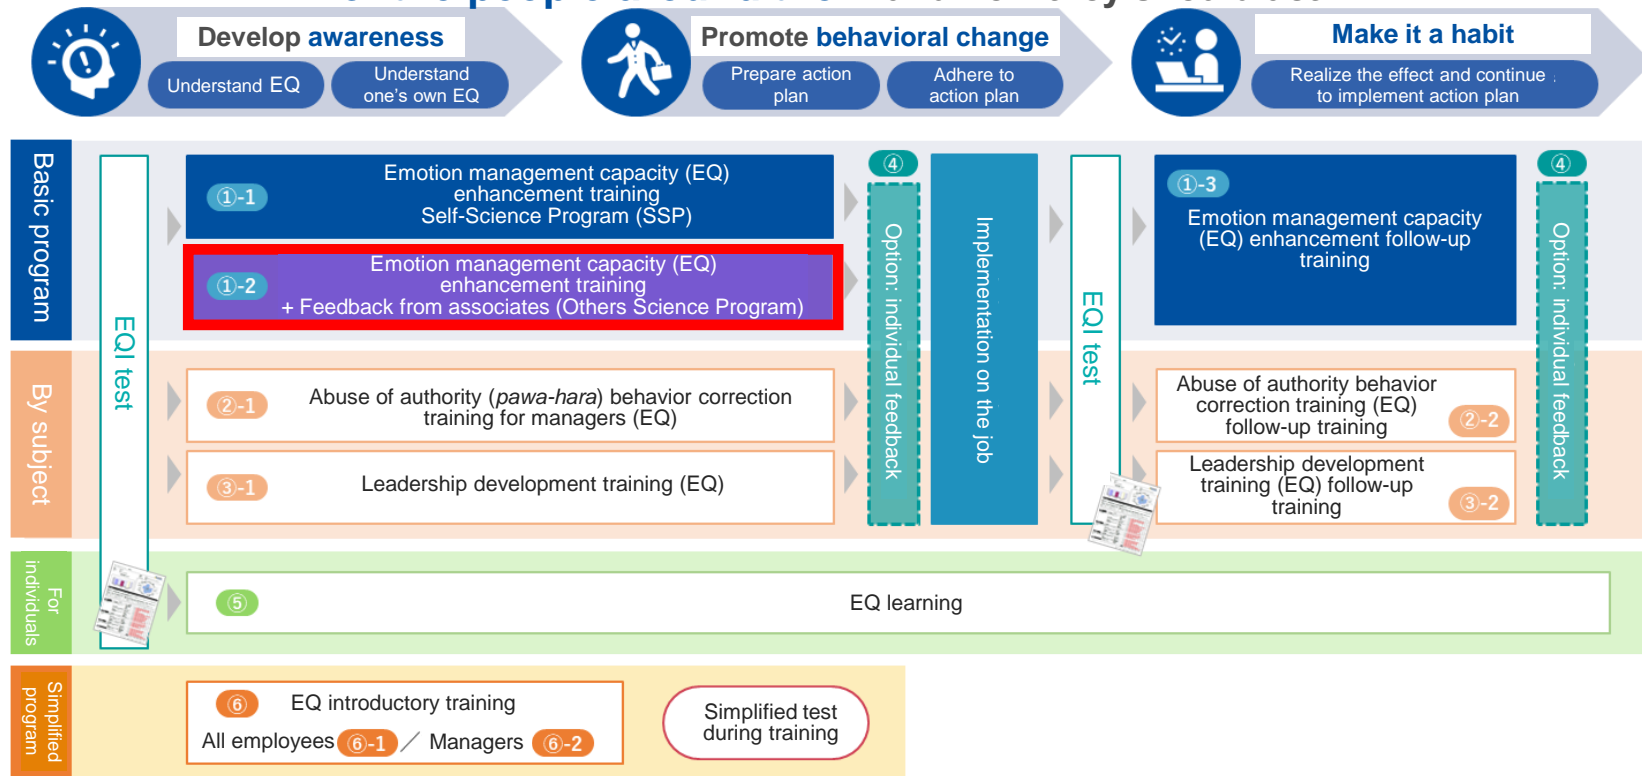 Develop awareness
Understand EQ
Understand
one's own EQ
Promote behavioral change
Prepare action
plan
Adhere to
action plan
Make it a habit
Realize the effect and continue
to implement action plan
Basic program
EQI test
①-1
Emotion management capacity (EQ)
enhancement training
Self-Science Program (SSP)
①-2
Emotion management capacity (EQ)
enhancement training
+ Feedback from associates (Others Science Program)
④
Option: individual feedback
Implementation on the job
EQI test
①-3
Emotion management capacity
(EQ) enhancement follow-up
training
④
Option: individual feedback
By subject
②-1
Abuse of authority (pawa-hara) behavior correction
training for managers (EQ)
③-1
Leadership development training (EQ)
Abuse of authority behavior
correction training (EQ)
follow-up training
②-2
Leadership development
training (EQ) follow-up
training
③-2
For
individuals
⑤
EQ learning
Simplified
program
⑥
EQ introductory training
All employees ⑥-1 ／ Managers ⑥-2
Simplified test
during training